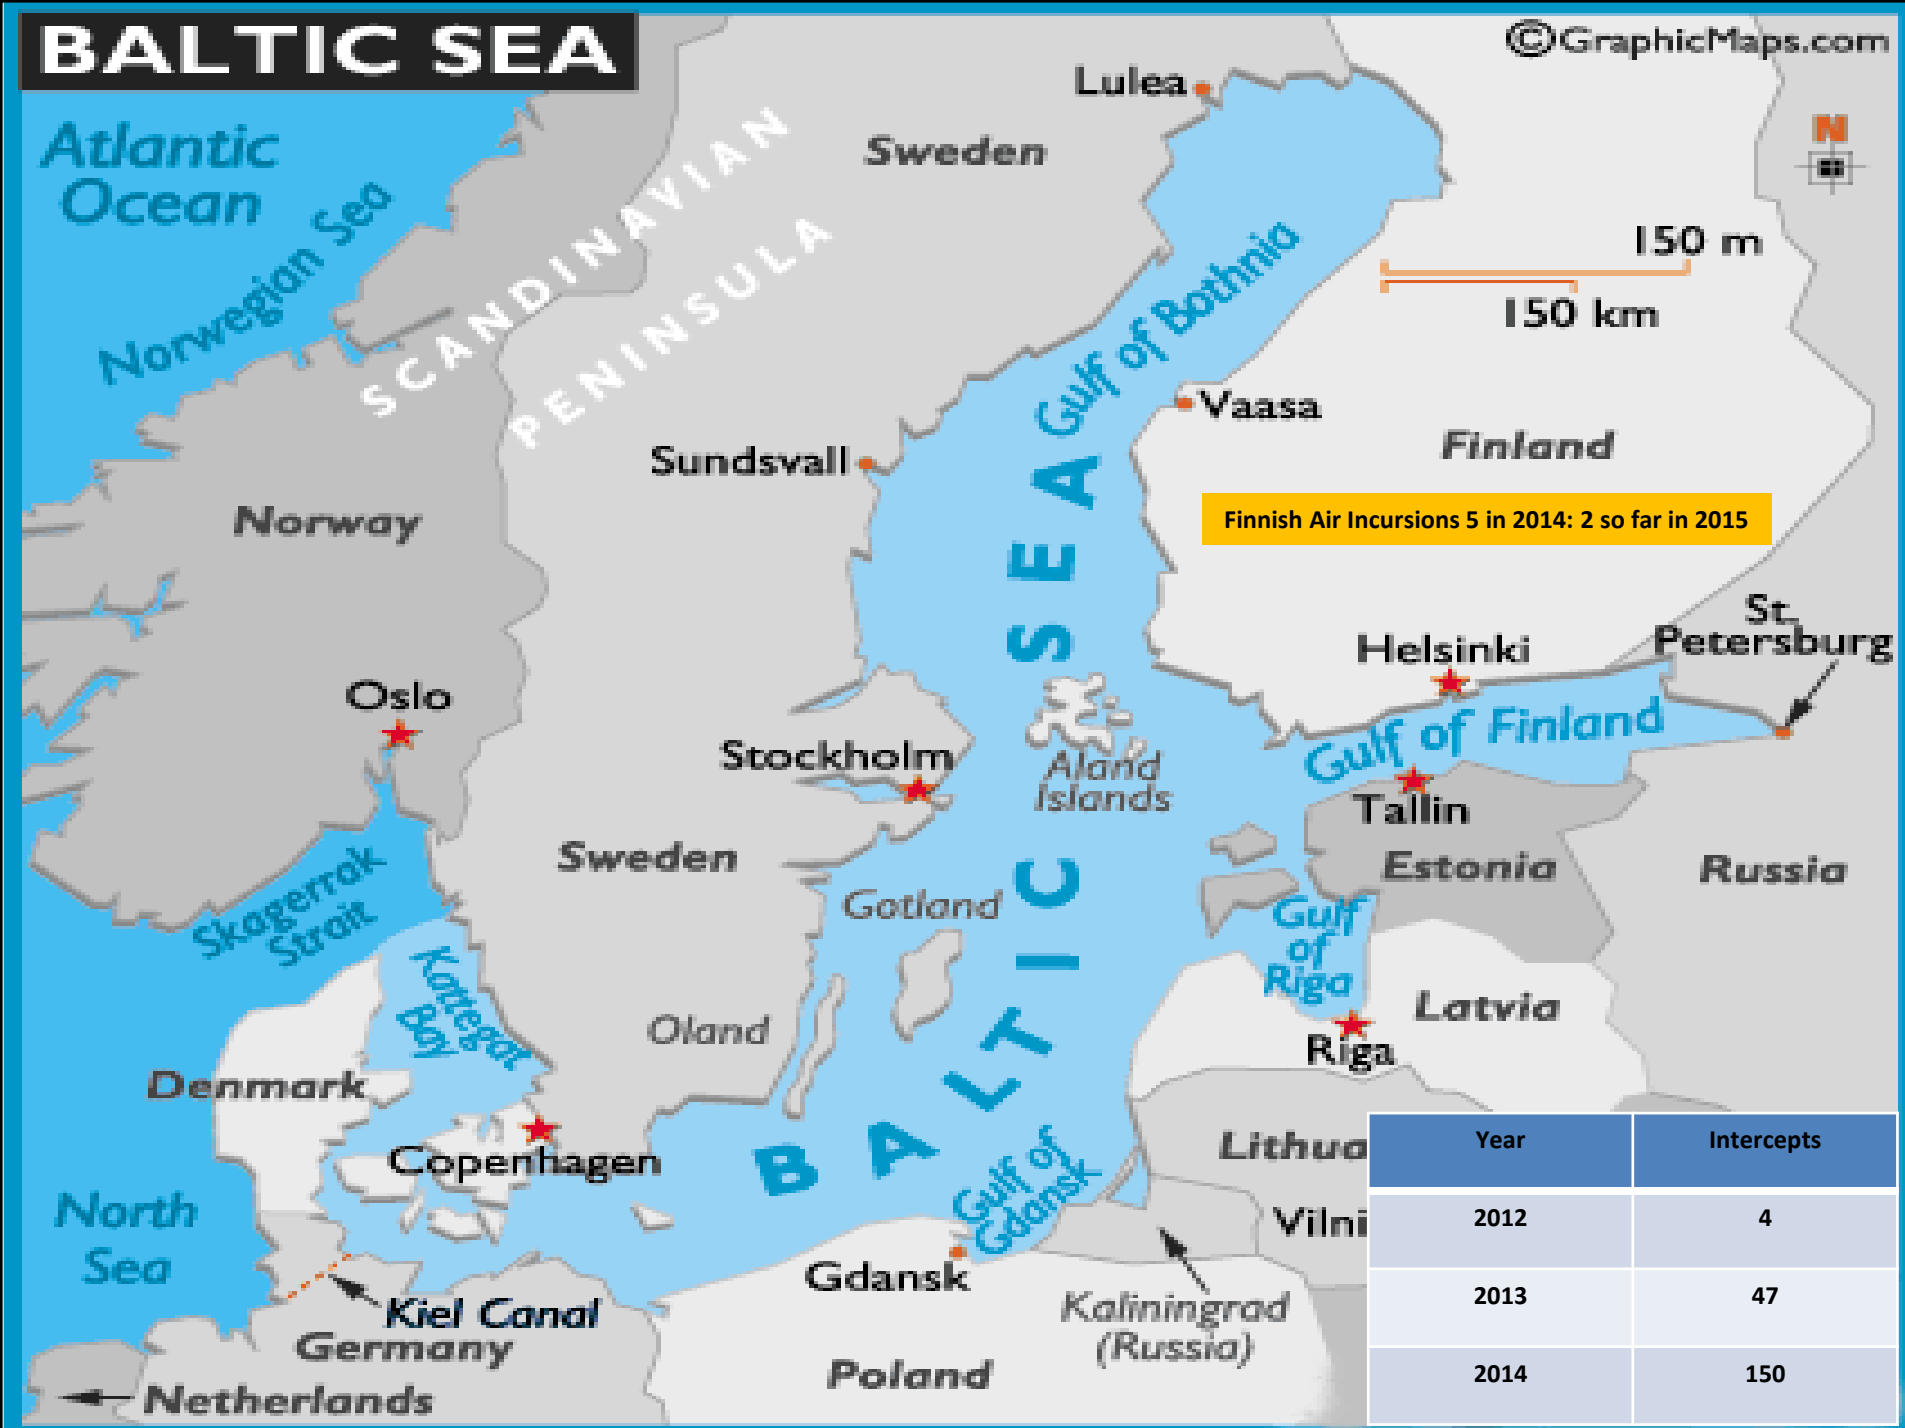 BALTIC SEA
©GraphicMaps.com
Atlantic
Ocean
Norwegian Sea
SCANDINAVIAN
PENINSULA
Lulea
Sweden
N
150 m
150 km
Gulf of Bothnia
Vaasa
Finland
Sundsvall
Norway
Finnish Air Incursions 5 in 2014: 2 so far in 2015
St.
Petersburg
Helsinki
Oslo
Gulf of Finland
Stockholm
Aland
Islands
Tallin
Sweden
Estonia
Russia
Skagerrak
Strait
Gotland
Gulf
of
Riga
Kattegat
Bay
Oland
Latvia
Riga
Denmark
BALTIC SEA
Copenhagen
Gulf of
Gdansk
Lithua
Vilni
North
Sea
Gdansk
Kiel Canal
Kaliningrad
(Russia)
Germany
Poland
Netherlands
Year Intercepts
2012 4
2013 47
2014 150